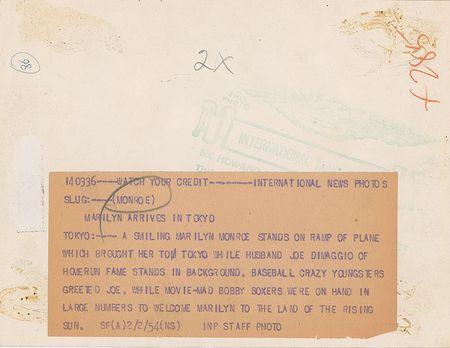 86
2X
INTERNATIONAL
140336----WATCH YOUR CREDIT-------INTERNATIONAL NEWS PHOTOS
SLUG:----(MONROE)
MARILYN ARRIVES IN TOKYO
TOKYO:--- A SMILING MARILYN MONROE STANDS ON RAMP OF PLANE
WHICH BROUGHT HER TO TOKYO WHILE HUSBAND JOE DIMAGGIO OF
HOMERUN FAME STANDS IN BACKGROUND. BASEBALL CRAZY YOUNGSTERS
GREETED JOE, WHILE MOVIE-MAD BOBBY SOXERS WERE ON HAND IN
LARGE NUMBERS TO WELCOME MARILYN TO THE LAND OF THE RISING
SUN. SF(A)2/2/54(NS) INP STAFF PHOTO